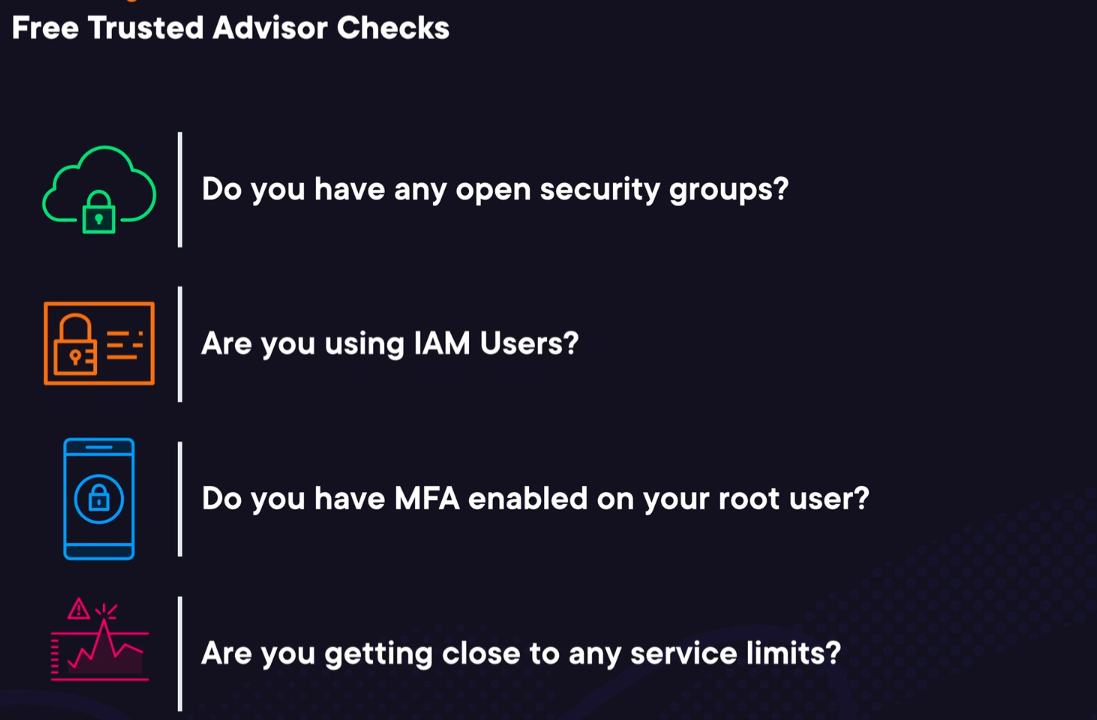 Free Trusted Advisor Checks
Do you have any open security groups?
Are you using IAM Users?
Do you have MFA enabled on your root user?
Are you getting close to any service limits?